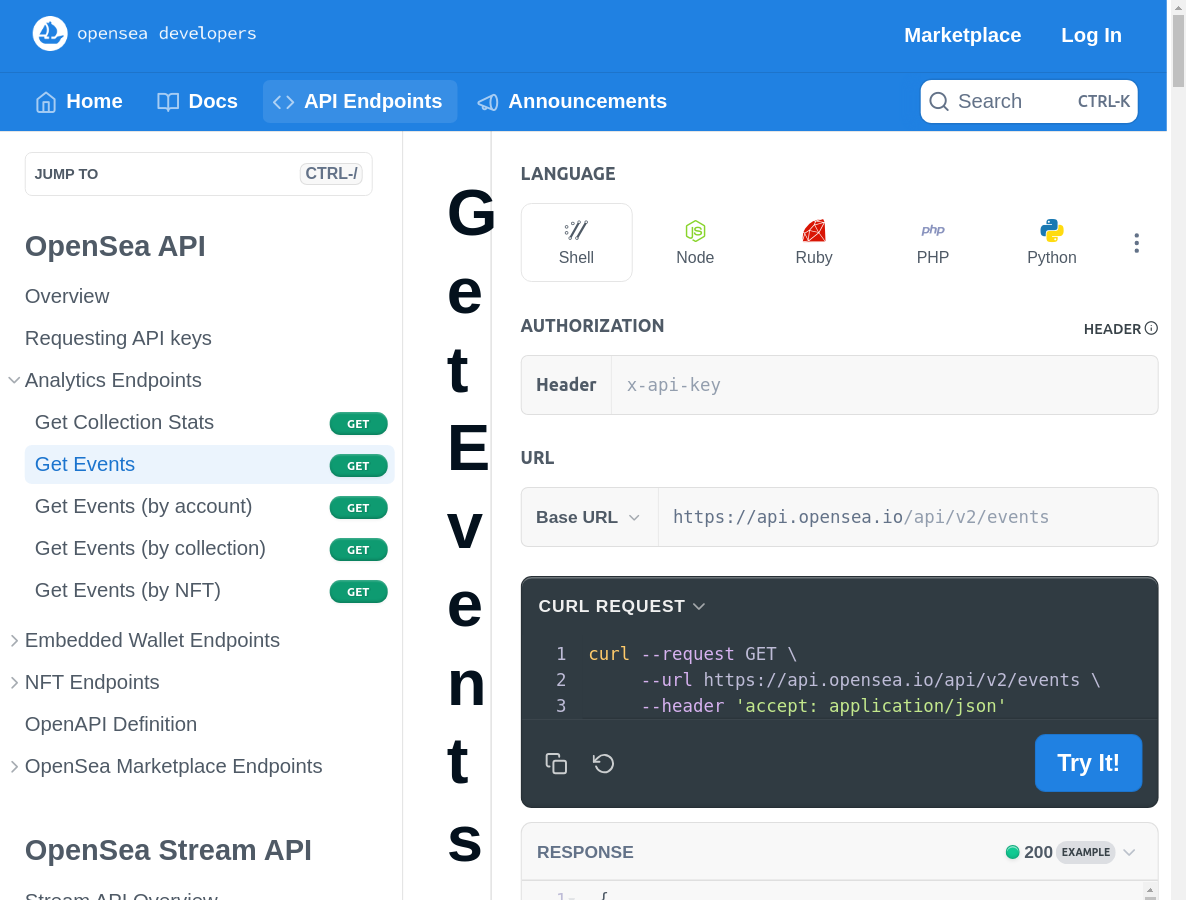 opensea developers
Marketplace
Log In
Home
Docs
API Endpoints
Announcements
Search
CTRL-K
JUMP TO
CTRL-/
OpenSea API
Overview
Requesting API keys
Analytics Endpoints
Get Collection Stats
GET
Get Events
GET
Get Events (by account)
GET
Get Events (by collection)
GET
Get Events (by NFT)
GET
Embedded Wallet Endpoints
NFT Endpoints
OpenAPI Definition
OpenSea Marketplace Endpoints
OpenSea Stream API
Stream API Overview
G
e
t
E
v
e
n
t
s
LANGUAGE
Shell
Node
Ruby
php
PHP
Python
AUTHORIZATION
HEADER
Header
x-api-key
URL
Base URL
https://api.opensea.io/api/v2/events
CURL REQUEST
1 curl --request GET \
2 --url https://api.opensea.io/api/v2/events \
3 --header 'accept: application/json'
Try It!
RESPONSE
200 EXAMPLE
1 {